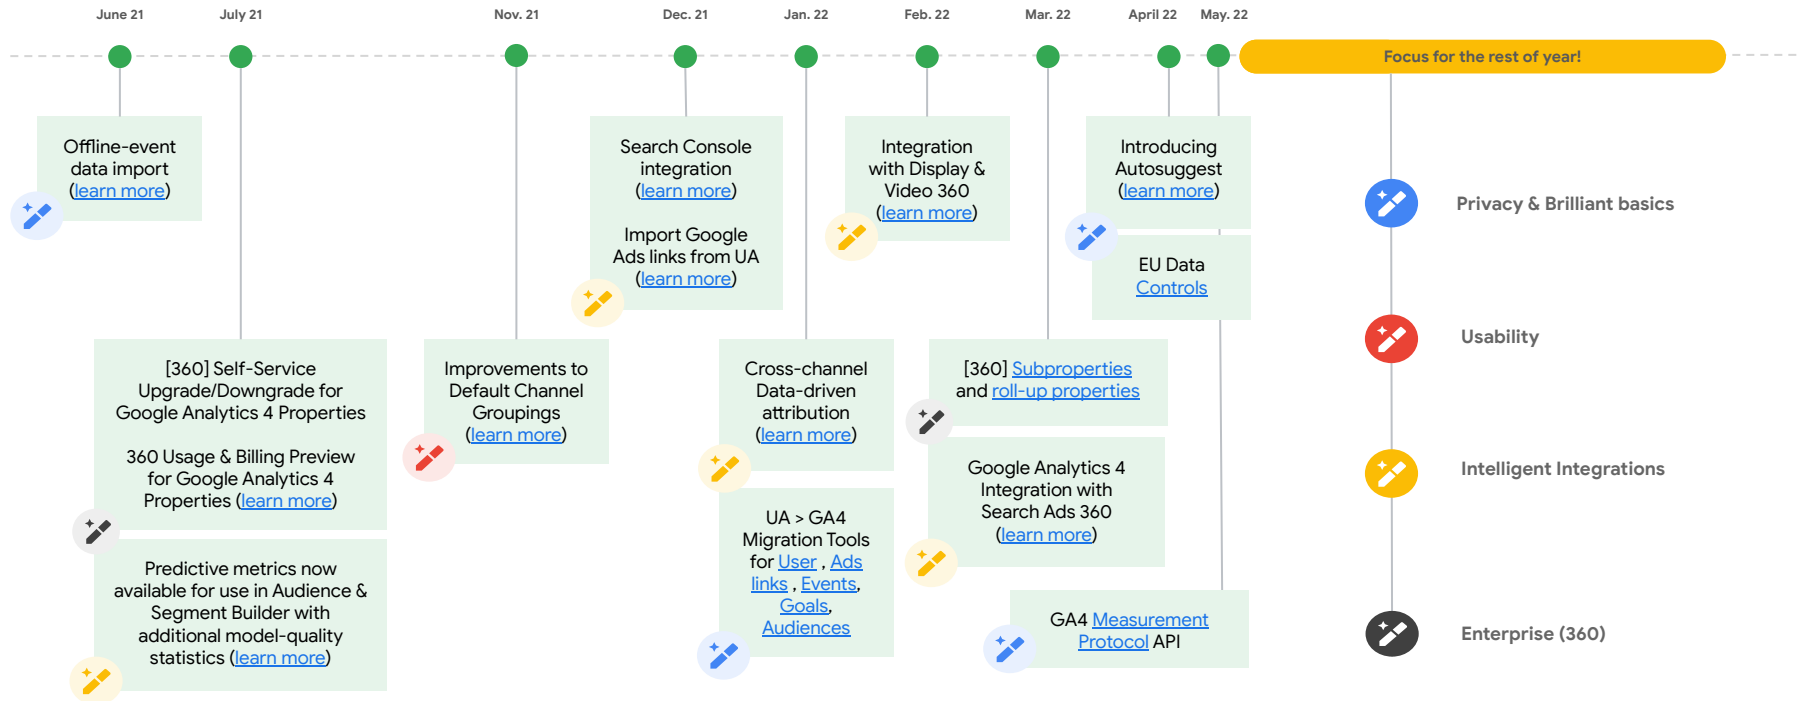 June 21
July 21
Nov. 21
Dec. 21
Jan. 22
Feb. 22
Mar. 22
April 22
May. 22
Focus for the rest of year!
Offline-event
data import
(learn more)
Search Console
integration
(learn more)
Import Google
Ads links from UA
(learn more)
Integration
with Display &
Video 360
(learn more)
Introducing
Autosuggest
(learn more)
EU Data
Controls
[360] Self-Service
Upgrade/Downgrade for
Google Analytics 4 Properties
360 Usage & Billing Preview
for Google Analytics 4
Properties (learn more)
Predictive metrics now
available for use in Audience &
Segment Builder with
additional model-quality
statistics (learn more)
Improvements to
Default Channel
Groupings
(learn more)
Cross-channel
Data-driven
attribution
(learn more)
UA > GA4
Migration Tools
for User , Ads
links , Events,
Goals,
Audiences
[360] Subproperties
and roll-up properties
Google Analytics 4
Integration with
Search Ads 360
(learn more)
GA4 Measurement
Protocol API
Privacy & Brilliant basics
Usability
Intelligent Integrations
Enterprise (360)